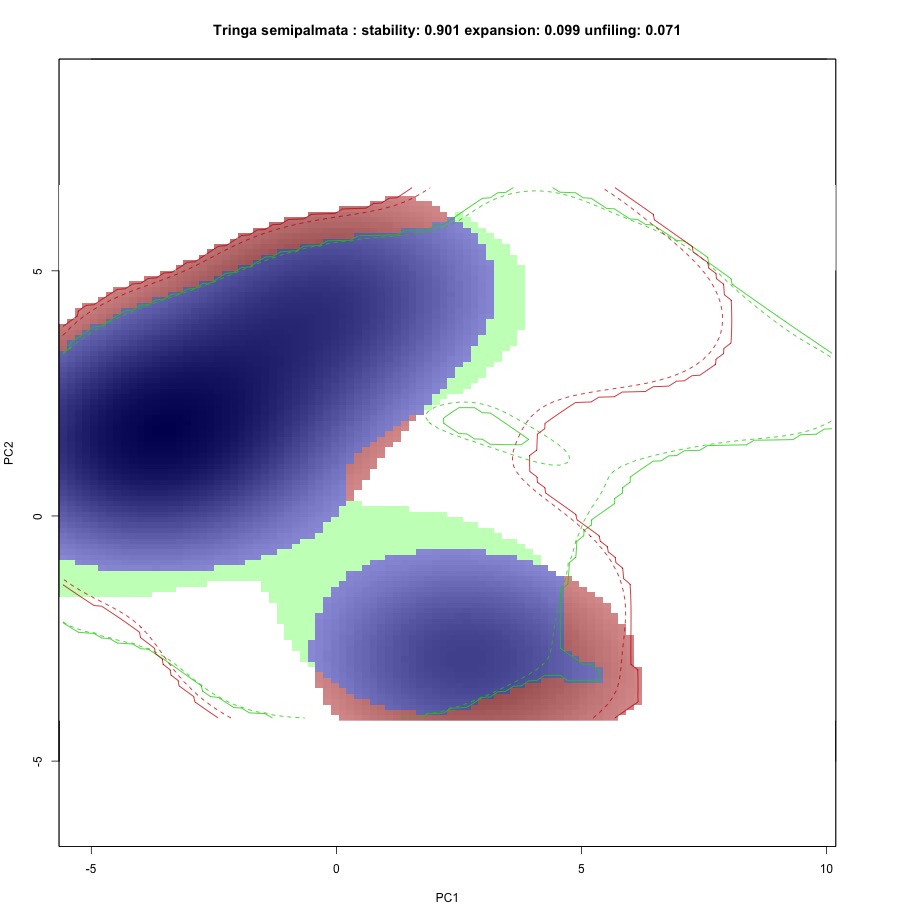 Tringa semipalmata : stability: 0.901 expansion: 0.099 unfiling: 0.071
5
PC2
0
-5
-5 0 5 10
PC1